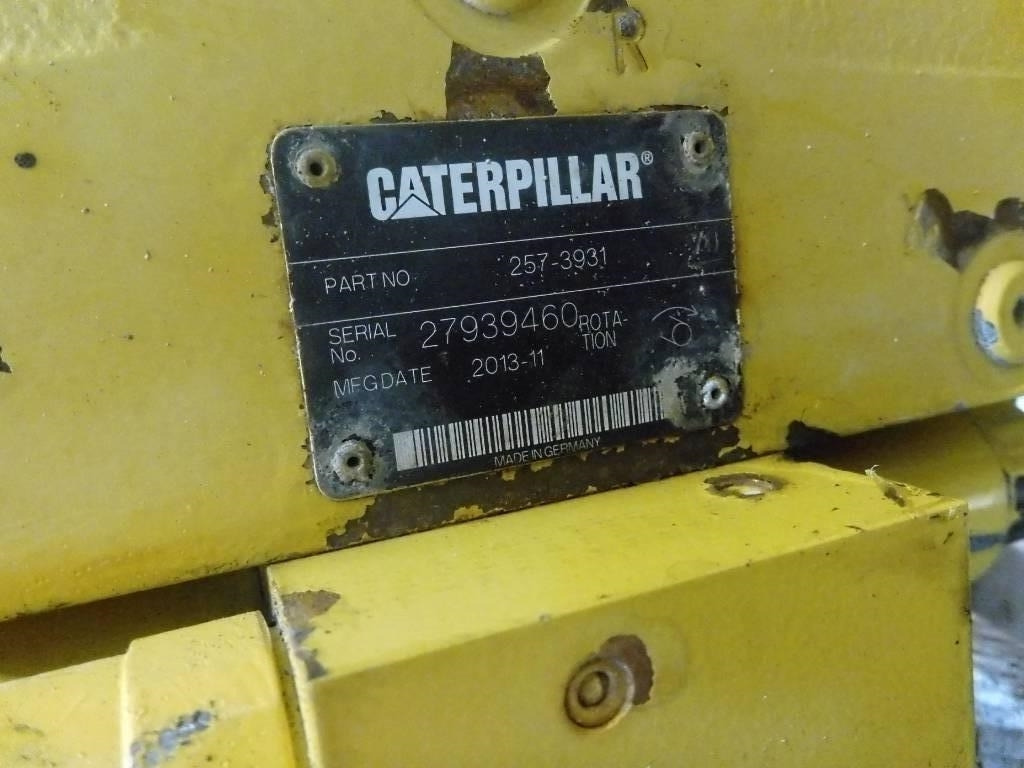 CATERPILLAR®
PART NO 257-3931
SERIAL No. 27939460 ROTA-TION
MFG DATE 2013-11
MADE IN GERMANY